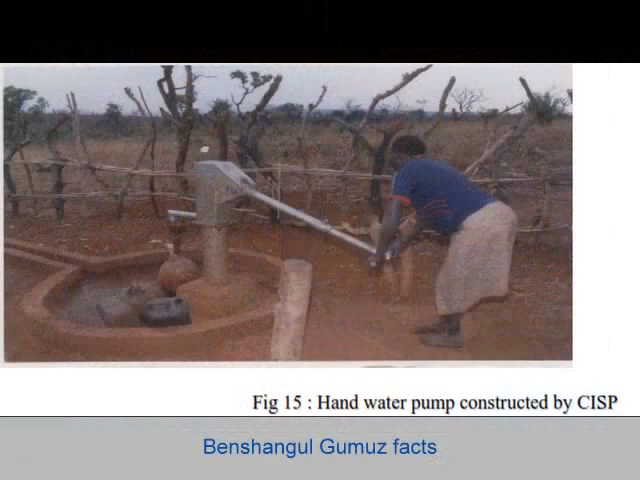 Fig 15 : Hand water pump constructed by CISP
Benshangul Gumuz facts